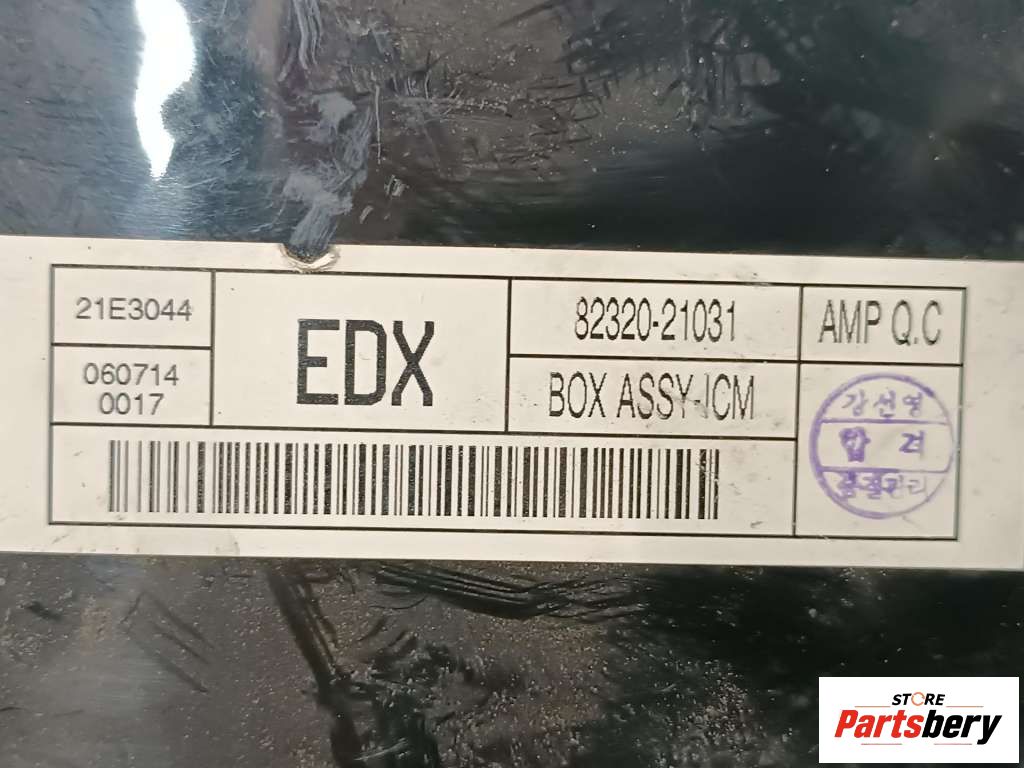 21E3044
060714
0017
EDX
82320-21031
BOX ASSY-ICM
AMP Q.C
강선영
합격
품질관리
STORE
Partsbery